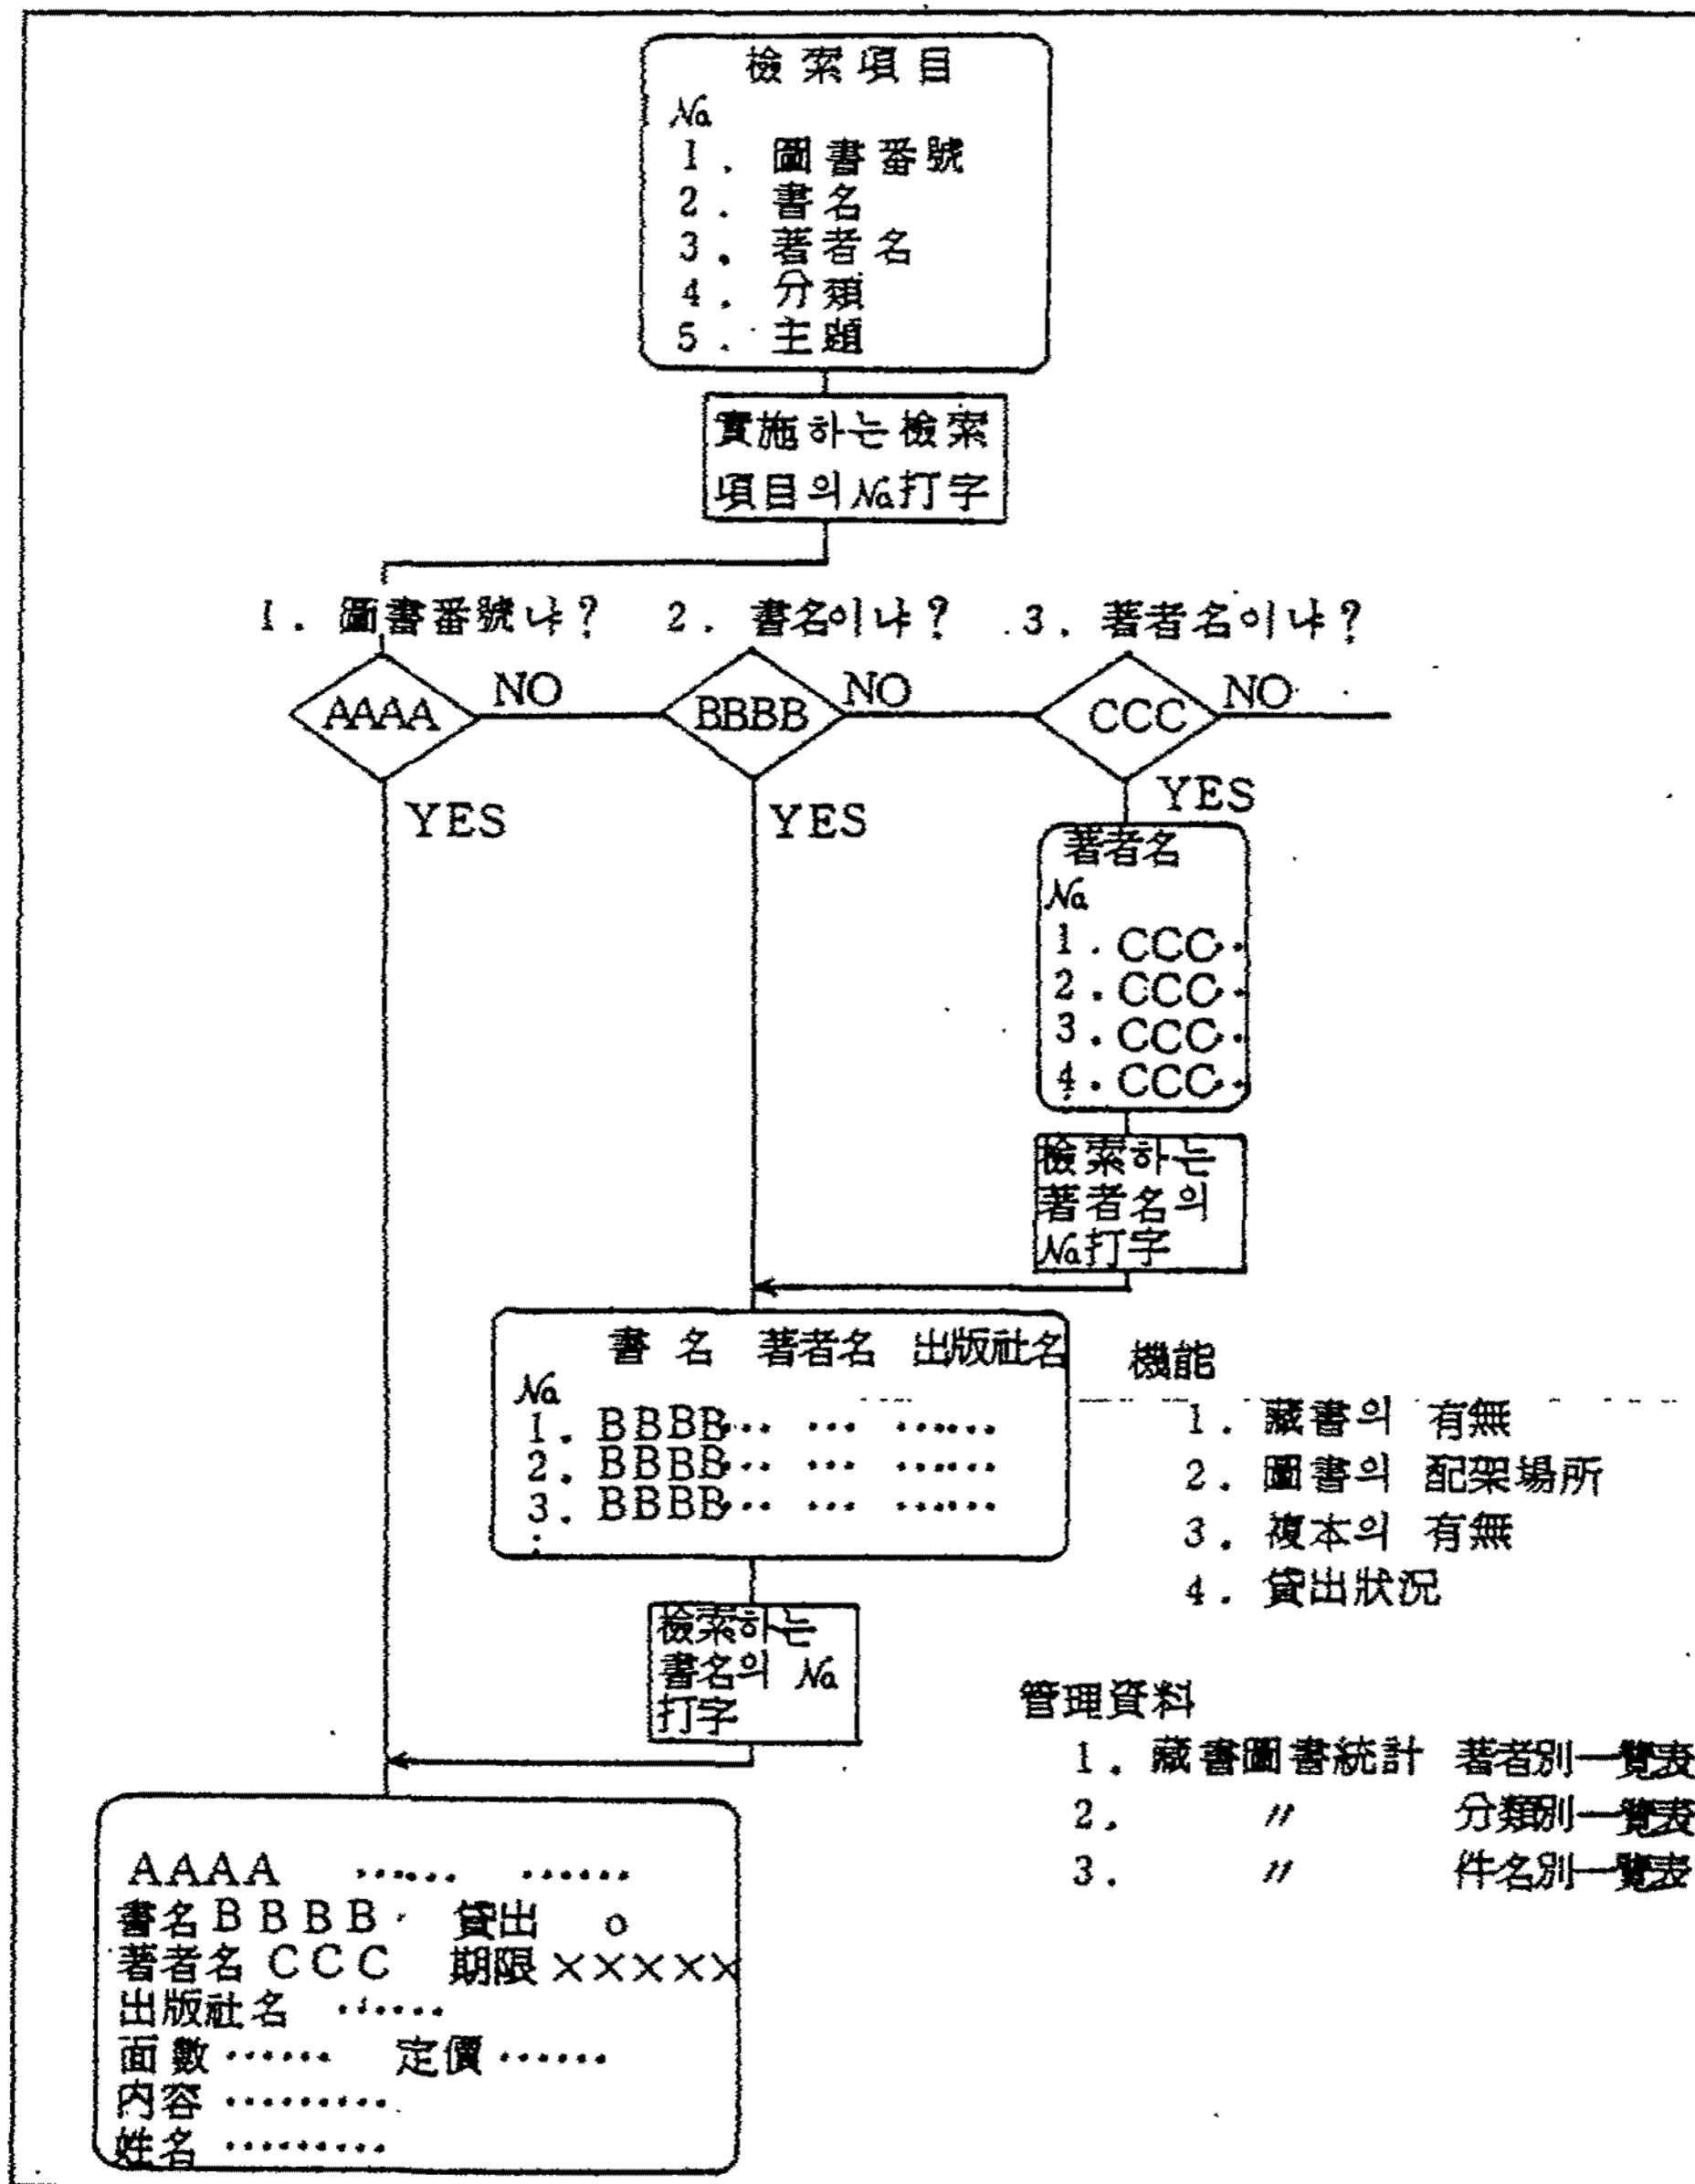 檢索項目
No.
1. 圖書番號
2. 書名
3. 著者名
4. 分類
5. 主題
實施하는 檢索
項目의 No.打字
1. 圖書番號냐? 2. 書名이냐? 3. 著者名이냐?
AAAA NO BBBB NO CCC NO
YES YES YES
著者名
No.
1. CCC..
2. CCC..
3. CCC..
4. CCC..
檢索하는
著者名의
No.打字
書名 著者名 出版社名
No.
1. BBBB... ... ......
2. BBBB... ... ......
3. BBBB... ... ......
:
檢索하는
書名의 No.
打字
機能
1. 藏書의 有無
2. 圖書의 配架場所
3. 複本의 有無
4. 貸出狀況
管理資料
1. 藏書圖書統計 著者別一覽表
2. 〃 分類別一覽表
3. 〃 件名別一覽表
AAAA ...... ......
書名 BBBB 貸出 o
著者名 CCC 期限 ×××××
出版社名 ......
面數 ...... 定價 ......
內容 .........
姓名 .........